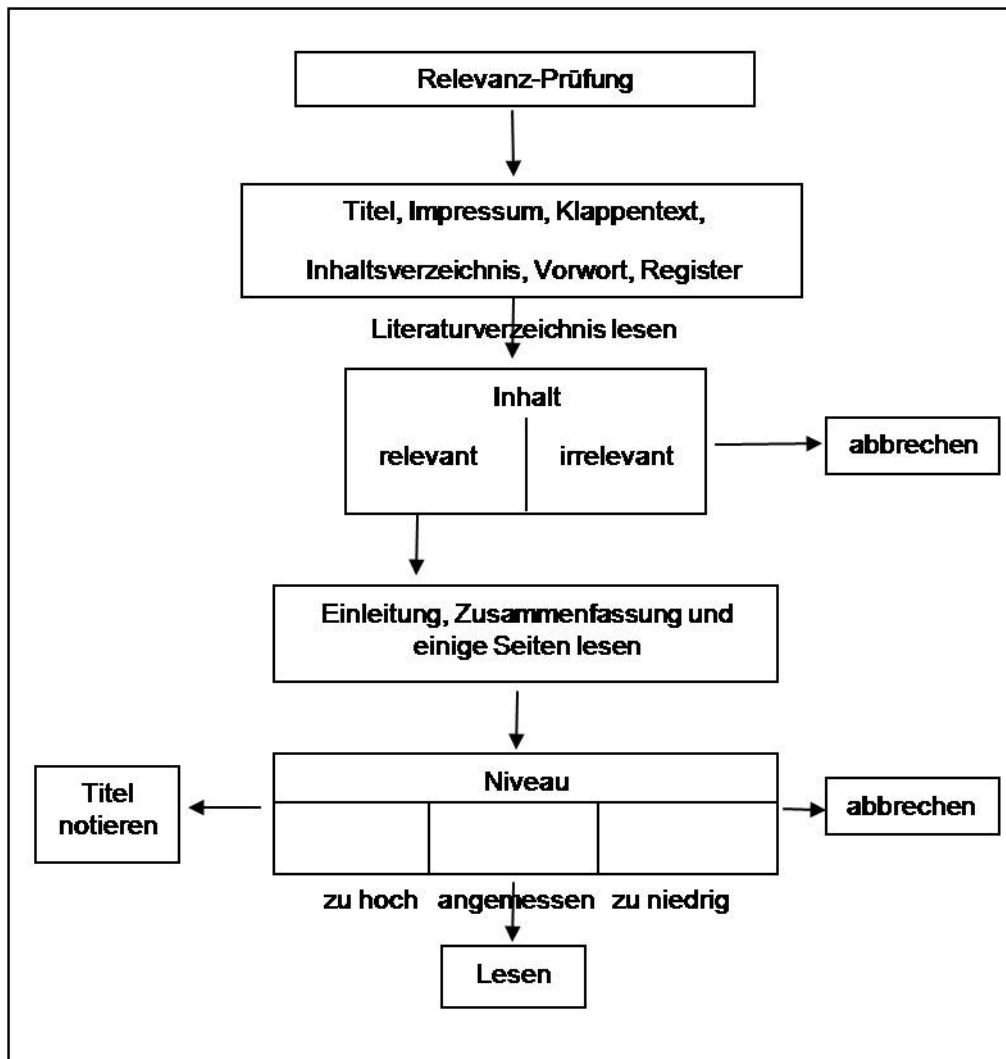 Relevanz-Prüfung
Titel, Impressum, Klappentext,
Inhaltsverzeichnis, Vorwort, Register
Literaturverzeichnis lesen
Inhalt
relevant
irrelevant
abbrechen
Einleitung, Zusammenfassung und
einige Seiten lesen
Niveau
Titel
notieren
abbrechen
zu hoch
angemessen
zu niedrig
Lesen